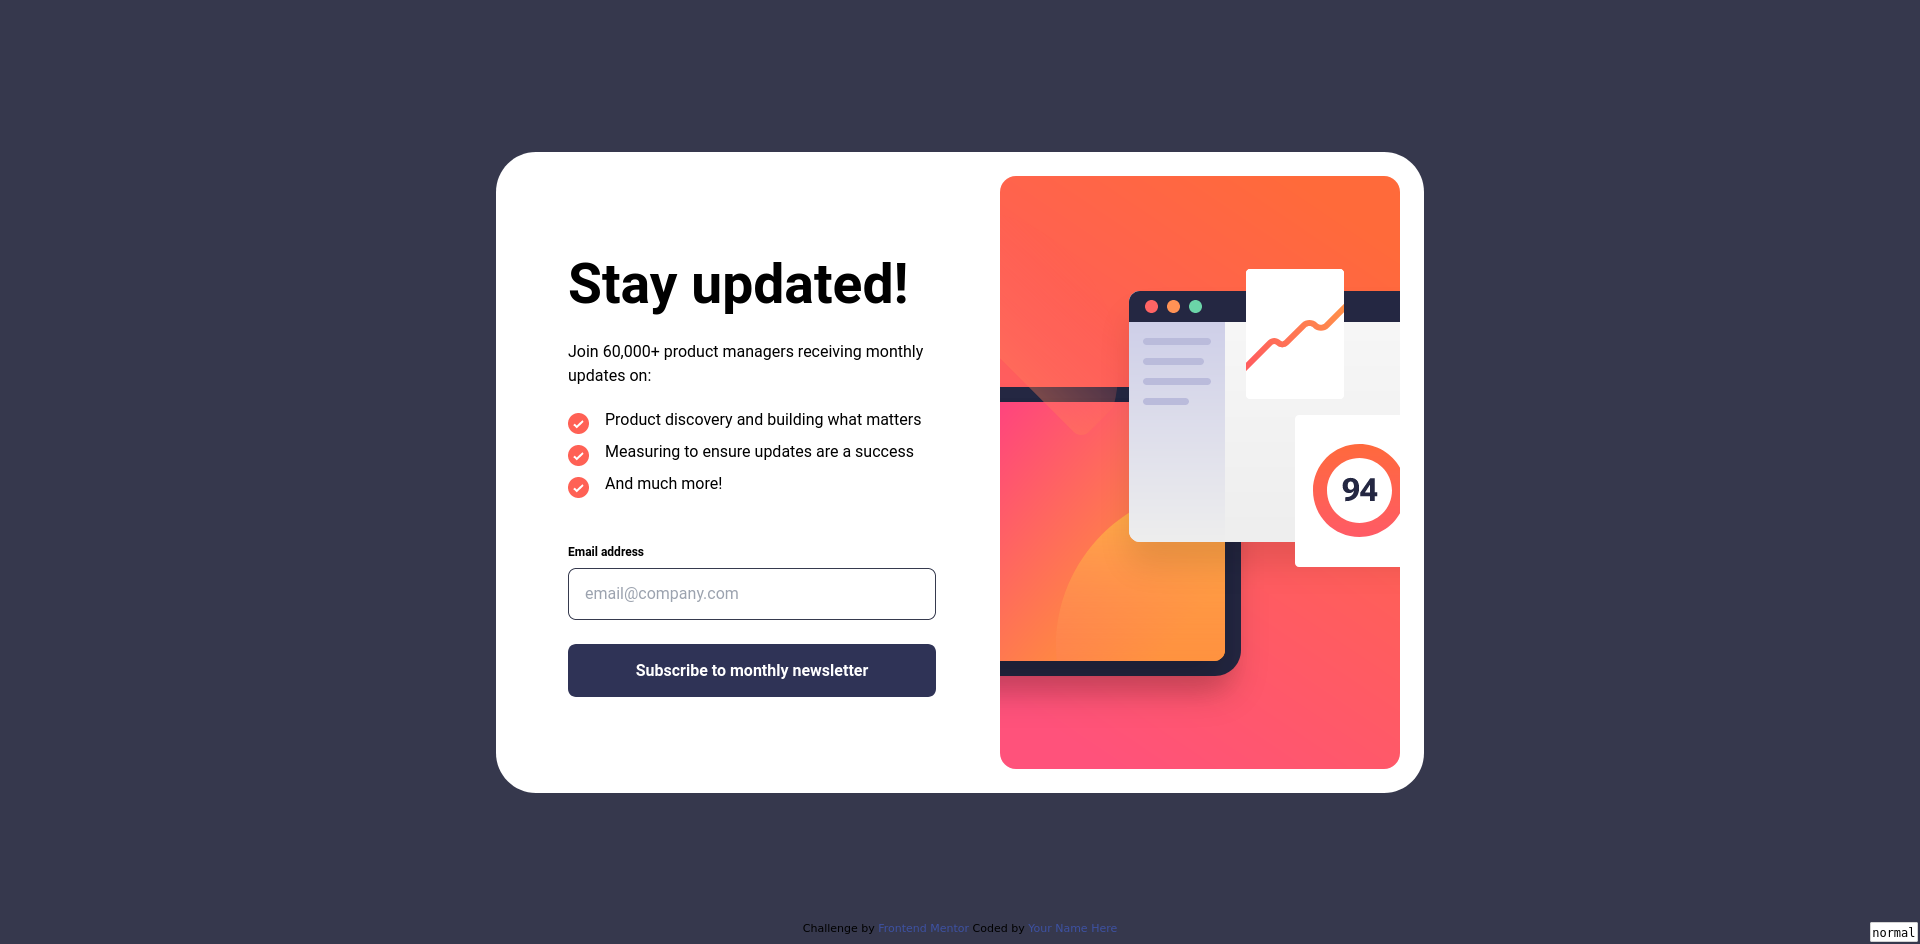 Stay updated!
Join 60,000+ product managers receiving monthly
updates on:
Product discovery and building what matters
Measuring to ensure updates are a success
And much more!
Email address
email@company.com
Subscribe to monthly newsletter
94
Challenge by Frontend Mentor Coded by Your Name Here
normal